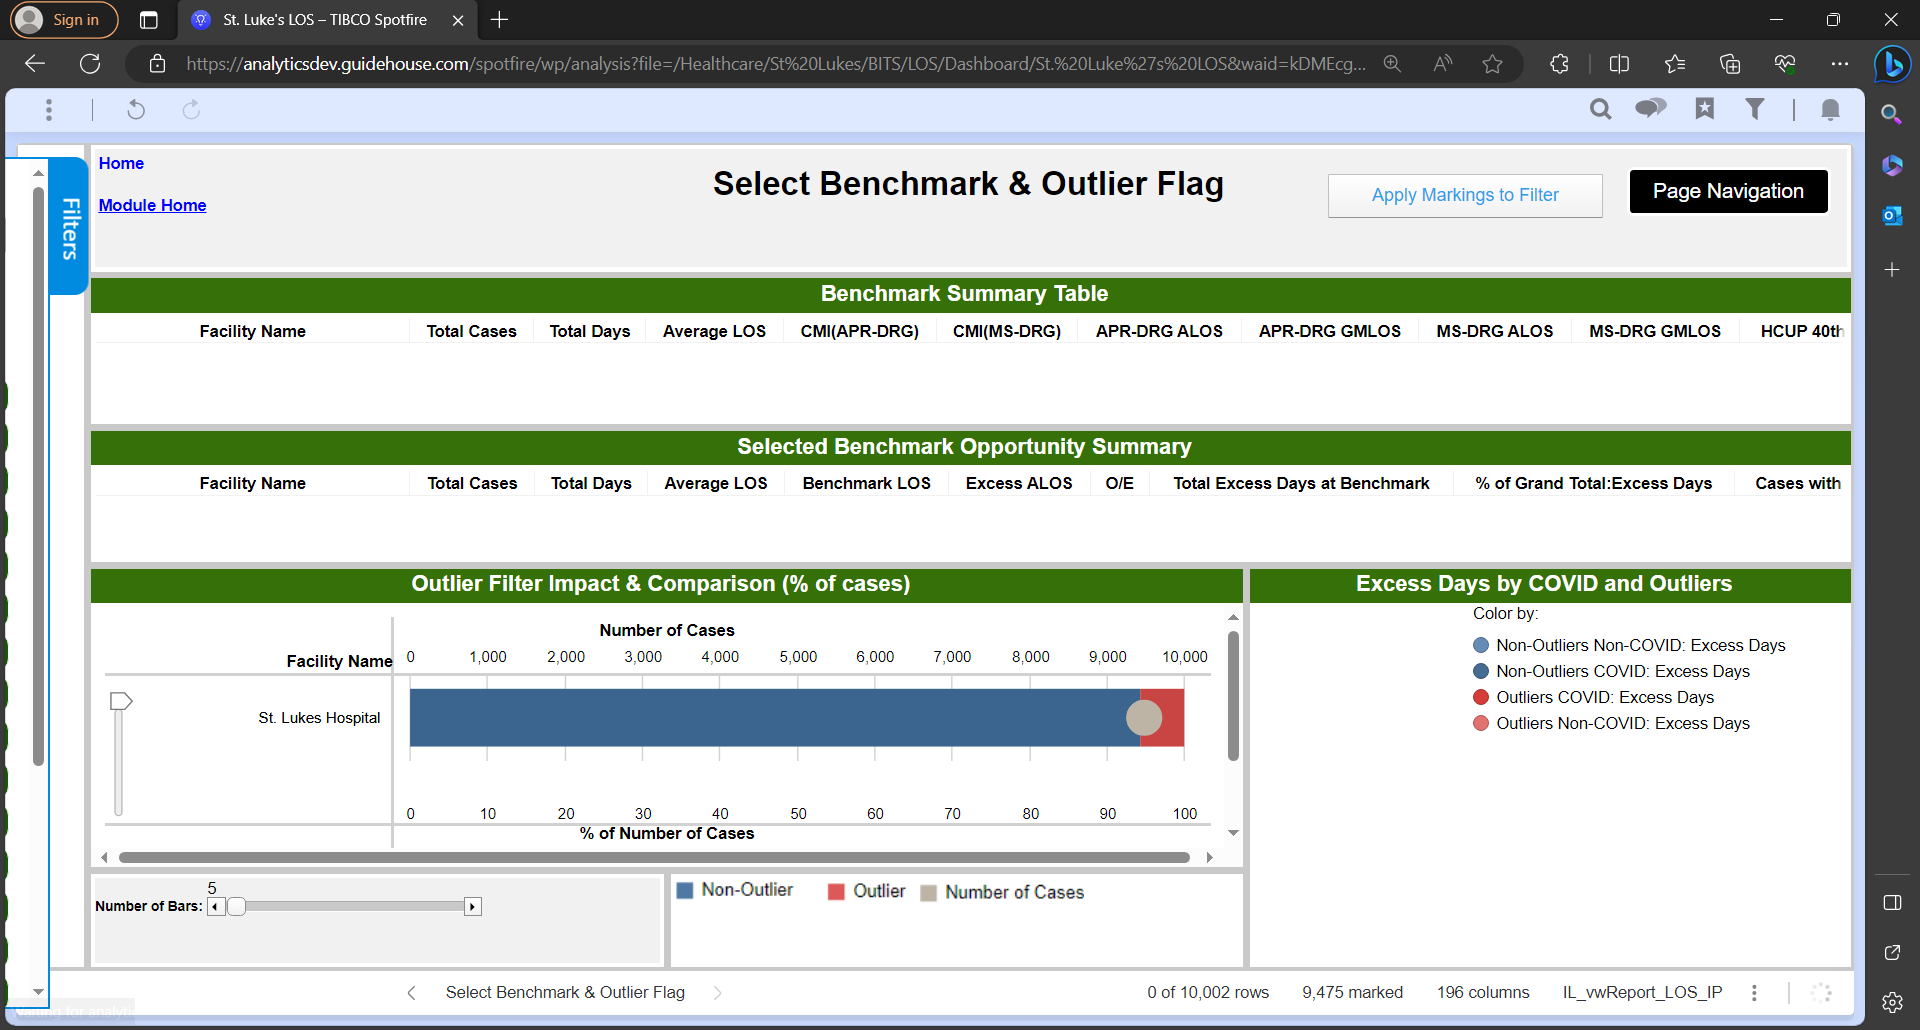 Sign in
St. Luke's LOS – TIBCO Spotfire
https://analyticsdev.guidehouse.com/spotfire/wp/analysis?file=/Healthcare/St%20Lukes/BITS/LOS/Dashboard/St.%20Luke%27s%20LOS&waid=kDMEcg...
Home
Module Home
Filters
Select Benchmark & Outlier Flag
Apply Markings to Filter
Page Navigation
Benchmark Summary Table
Facility Name Total Cases Total Days Average LOS CMI(APR-DRG) CMI(MS-DRG) APR-DRG ALOS APR-DRG GMLOS MS-DRG ALOS MS-DRG GMLOS HCUP 40th
Selected Benchmark Opportunity Summary
Facility Name Total Cases Total Days Average LOS Benchmark LOS Excess ALOS O/E Total Excess Days at Benchmark % of Grand Total:Excess Days Cases with
Outlier Filter Impact & Comparison (% of cases)
Number of Cases
Facility Name 0 1,000 2,000 3,000 4,000 5,000 6,000 7,000 8,000 9,000 10,000
St. Lukes Hospital
0 10 20 30 40 50 60 70 80 90 100
% of Number of Cases
Excess Days by COVID and Outliers
Color by:
Non-Outliers Non-COVID: Excess Days
Non-Outliers COVID: Excess Days
Outliers COVID: Excess Days
Outliers Non-COVID: Excess Days
5
Number of Bars:
Non-Outlier Outlier Number of Cases
Select Benchmark & Outlier Flag
0 of 10,002 rows 9,475 marked 196 columns IL_vwReport_LOS_IP